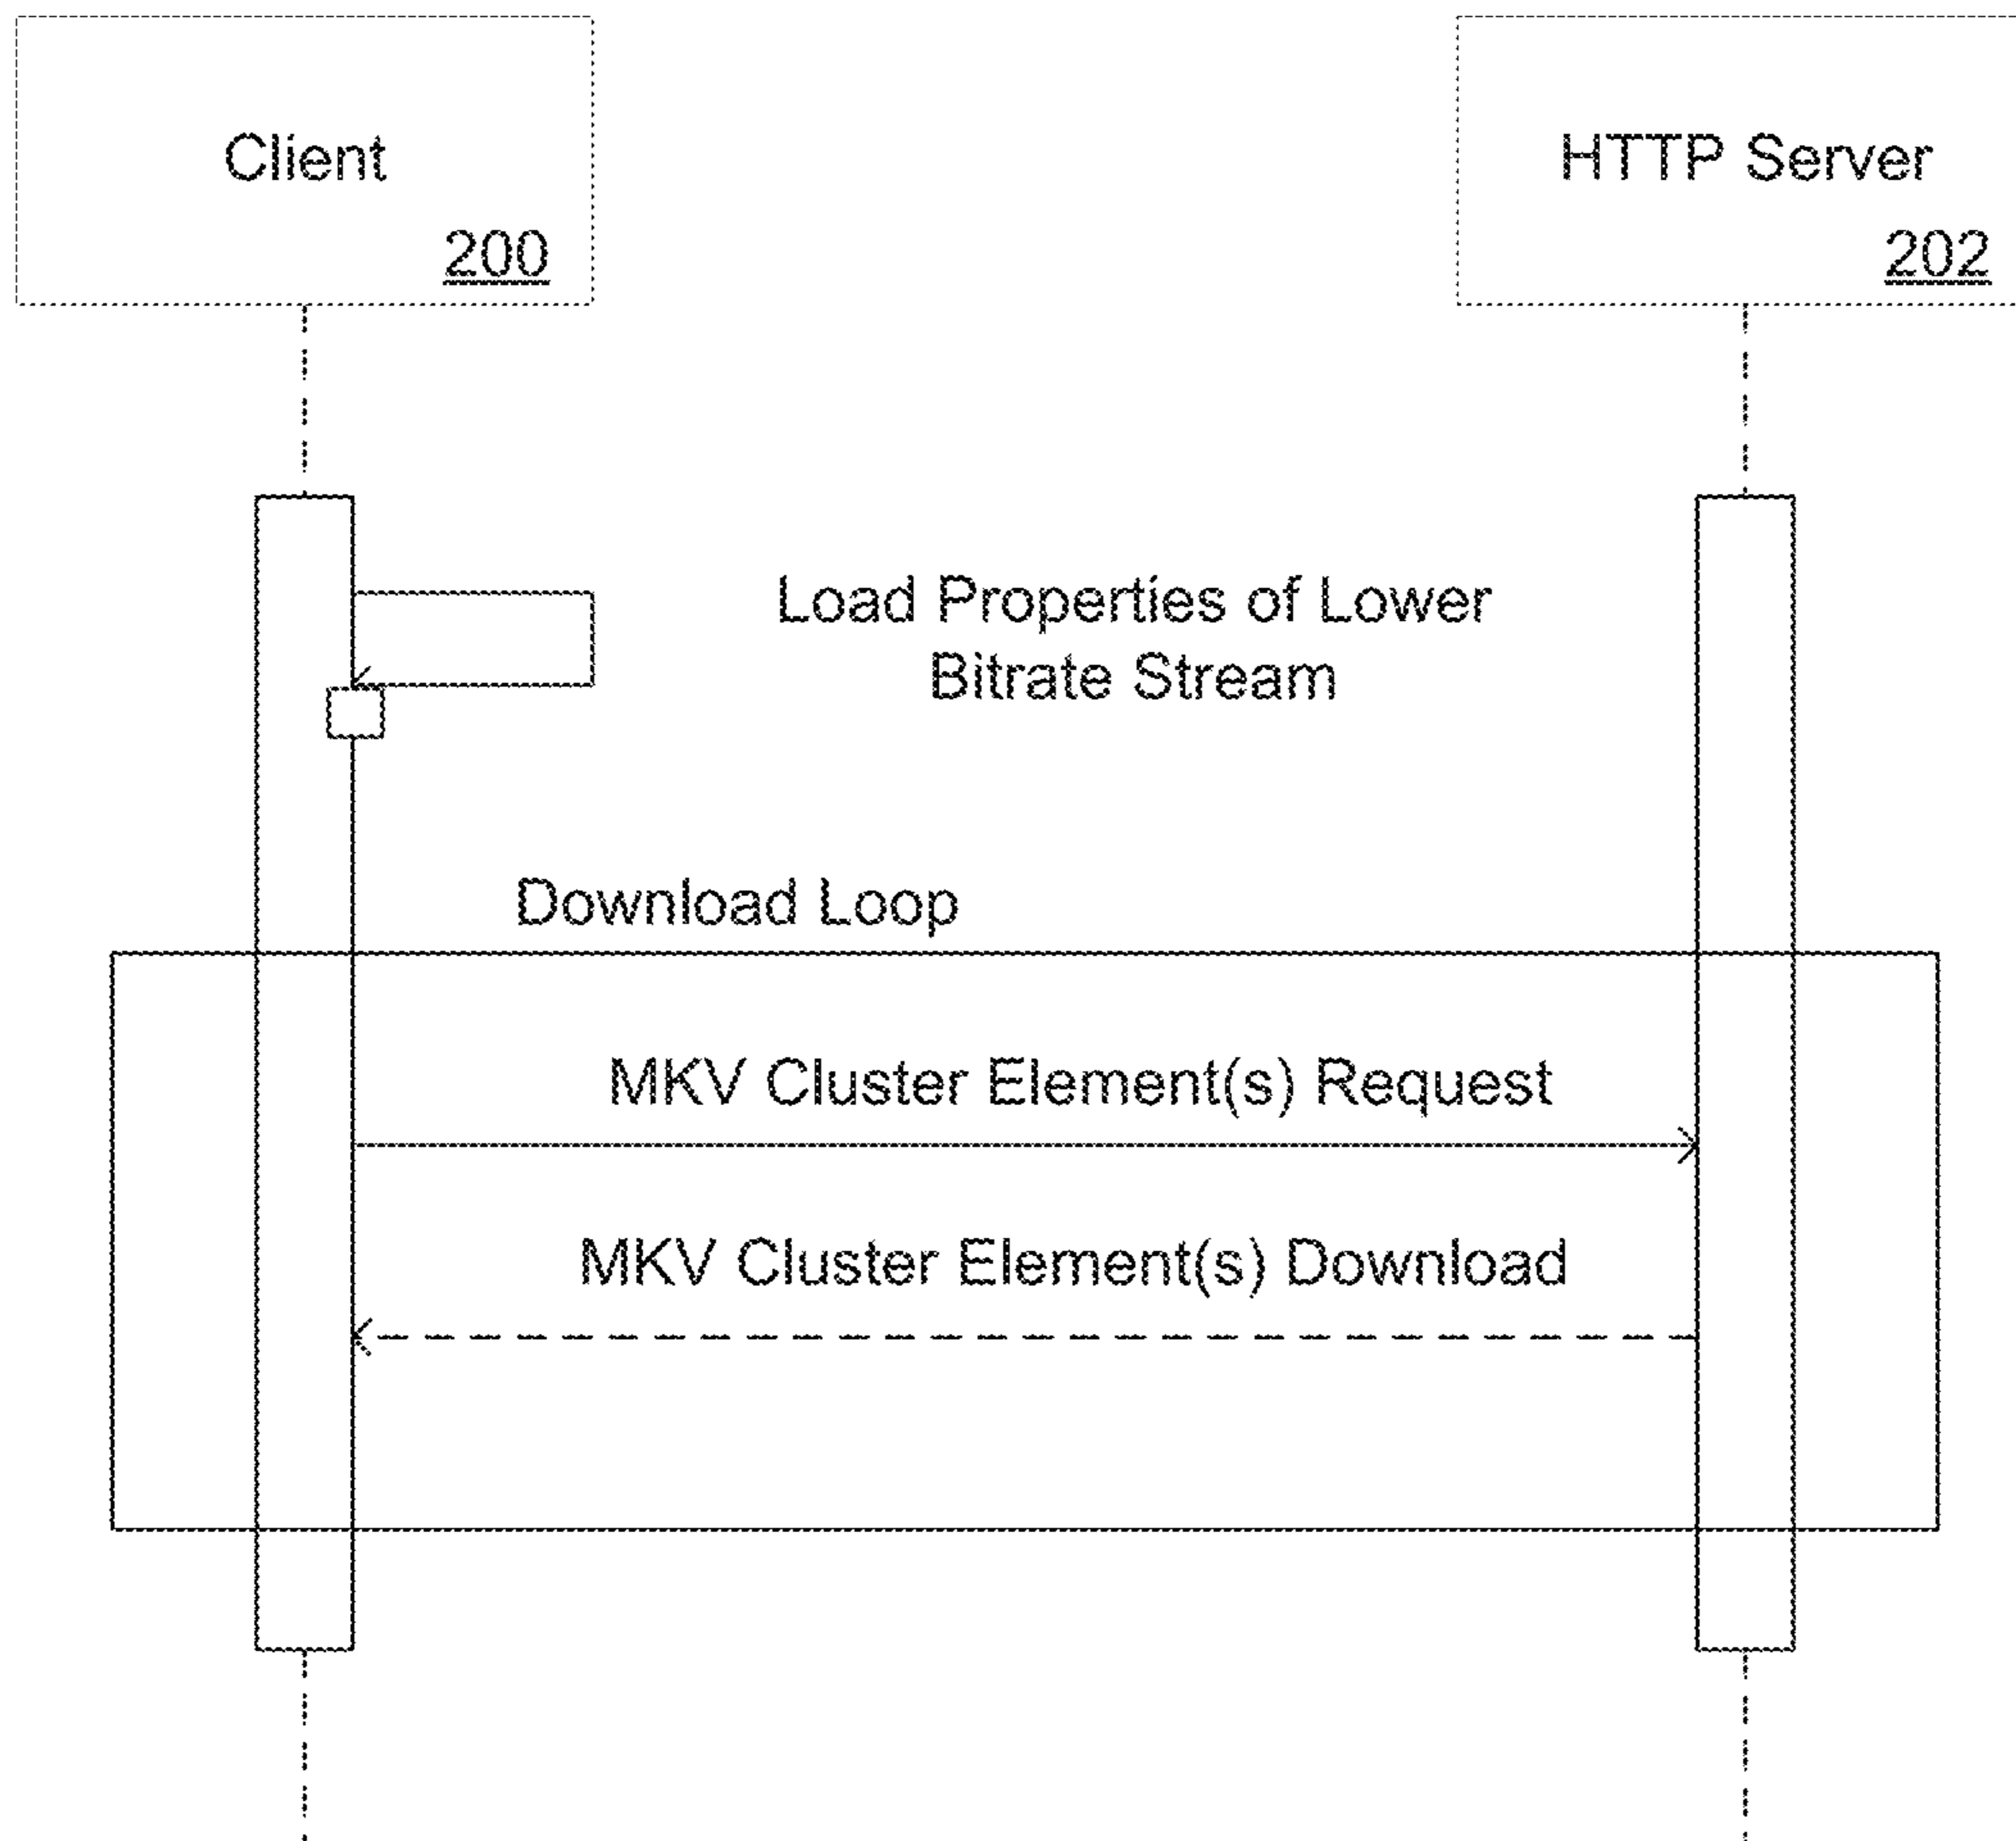 Client
200
HTTP Server
202
Load Properties of Lower
Bitrate Stream
Download Loop
MKV Cluster Element(s) Request
MKV Cluster Element(s) Download